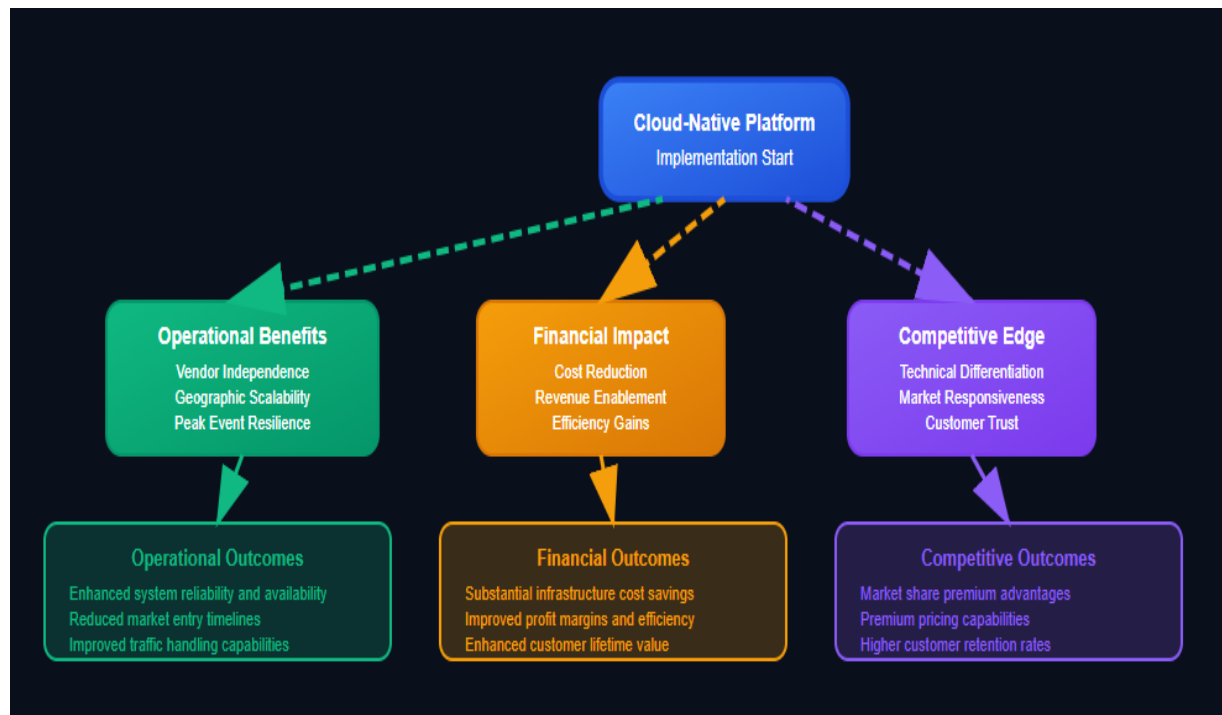 Cloud-Native Platform
Implementation Start
Operational Benefits
Vendor Independence
Geographic Scalability
Peak Event Resilience
Financial Impact
Cost Reduction
Revenue Enablement
Efficiency Gains
Competitive Edge
Technical Differentiation
Market Responsiveness
Customer Trust
Operational Outcomes
Enhanced system reliability and availability
Reduced market entry timelines
Improved traffic handling capabilities
Financial Outcomes
Substantial infrastructure cost savings
Improved profit margins and efficiency
Enhanced customer lifetime value
Competitive Outcomes
Market share premium advantages
Premium pricing capabilities
Higher customer retention rates